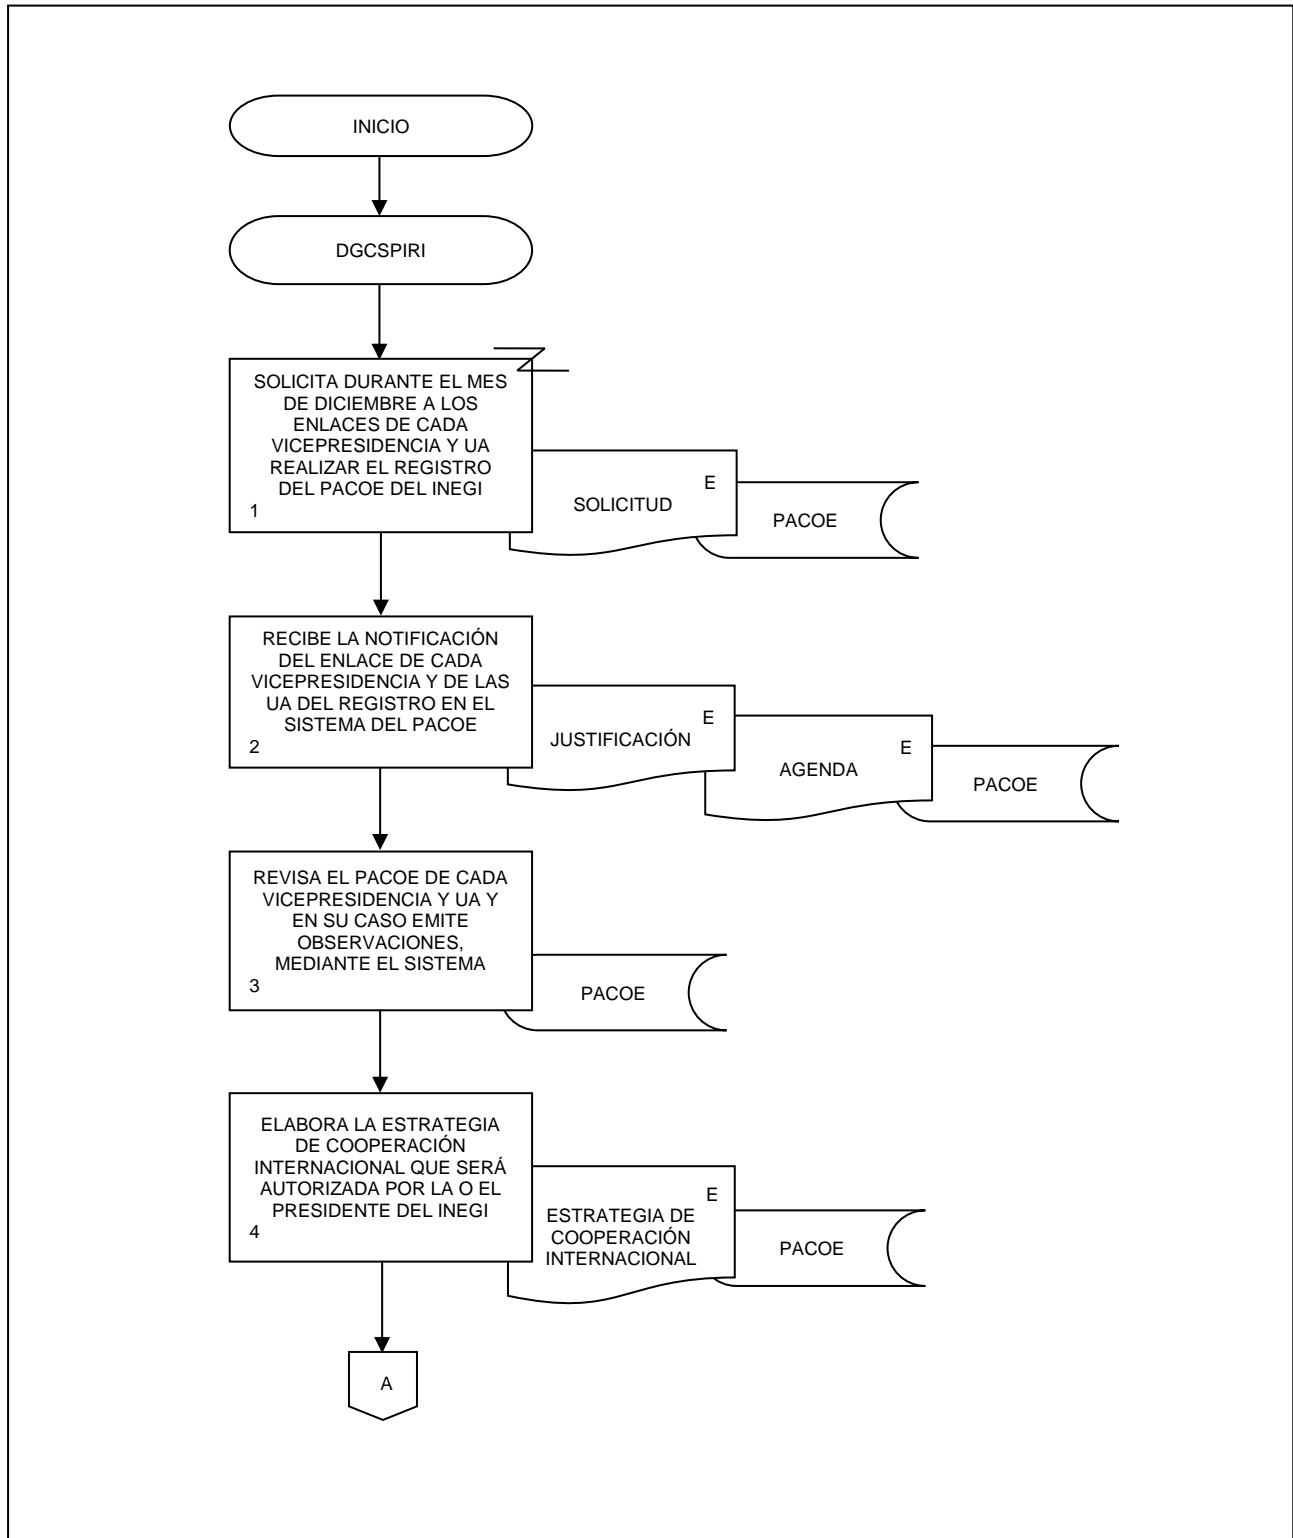 INICIO
DGCSPIRI
SOLICITA DURANTE EL MES
DE DICIEMBRE A LOS
ENLACES DE CADA
VICEPRESIDENCIA Y UA
REALIZAR EL REGISTRO
DEL PACOE DEL INEGI
1
E
SOLICITUD
PACOE
RECIBE LA NOTIFICACIÓN
DEL ENLACE DE CADA
VICEPRESIDENCIA Y DE LAS
UA DEL REGISTRO EN EL
SISTEMA DEL PACOE
2
E
JUSTIFICACIÓN
E
AGENDA
PACOE
REVISA EL PACOE DE CADA
VICEPRESIDENCIA Y UA Y
EN SU CASO EMITE
OBSERVACIONES,
MEDIANTE EL SISTEMA
3
PACOE
ELABORA LA ESTRATEGIA
DE COOPERACIÓN
INTERNACIONAL QUE SERÁ
AUTORIZADA POR LA O EL
PRESIDENTE DEL INEGI
4
E
ESTRATEGIA DE
COOPERACIÓN
INTERNACIONAL
PACOE
A